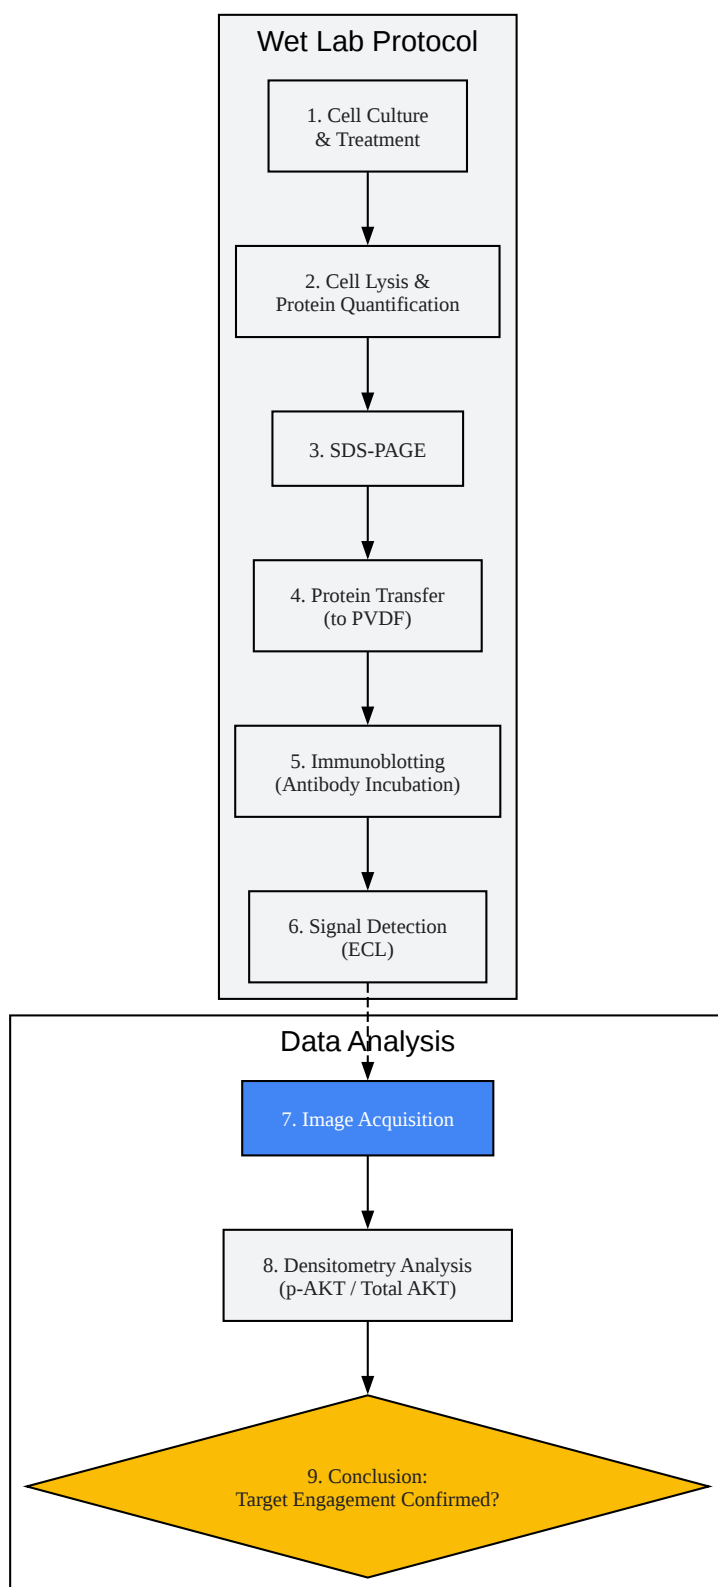 Wet Lab Protocol
1. Cell Culture
& Treatment
2. Cell Lysis &
Protein Quantification
3. SDS-PAGE
4. Protein Transfer
(to PVDF)
5. Immunoblotting
(Antibody Incubation)
6. Signal Detection
(ECL)
Data Analysis
7. Image Acquisition
8. Densitometry Analysis
(p-AKT / Total AKT)
9. Conclusion:
Target Engagement Confirmed?